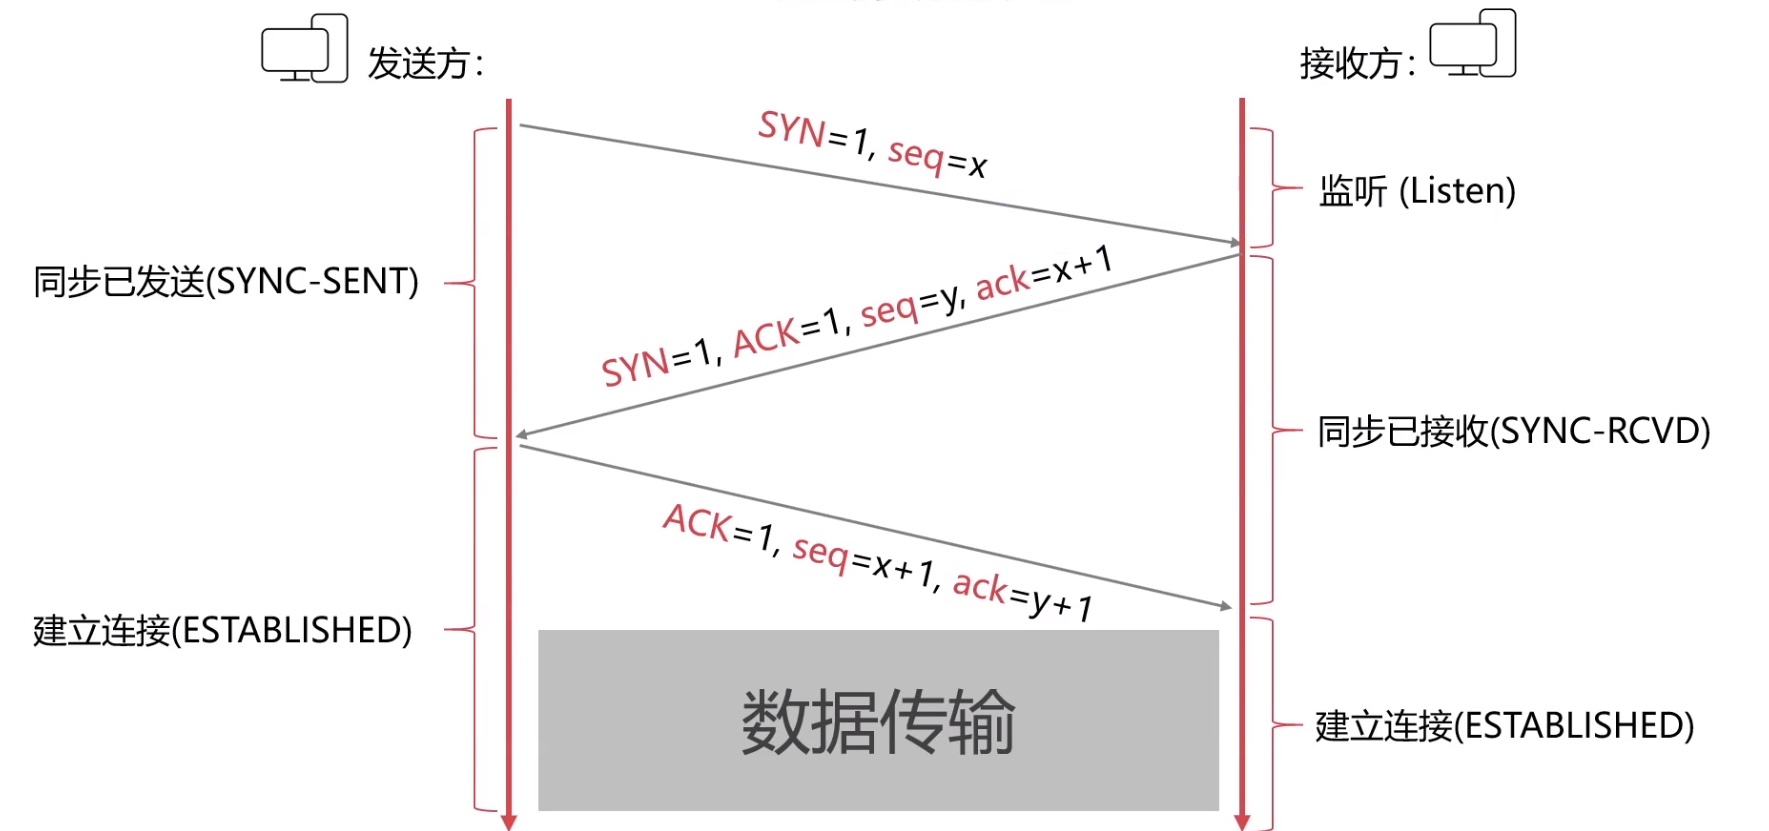 发送方：
接收方：
SYN=1, seq=x
监听 (Listen)
同步已发送(SYNC-SENT)
SYN=1, ACK=1, seq=y, ack=x+1
同步已接收(SYNC-RCVD)
ACK=1, seq=x+1, ack=y+1
建立连接(ESTABLISHED)
数据传输
建立连接(ESTABLISHED)